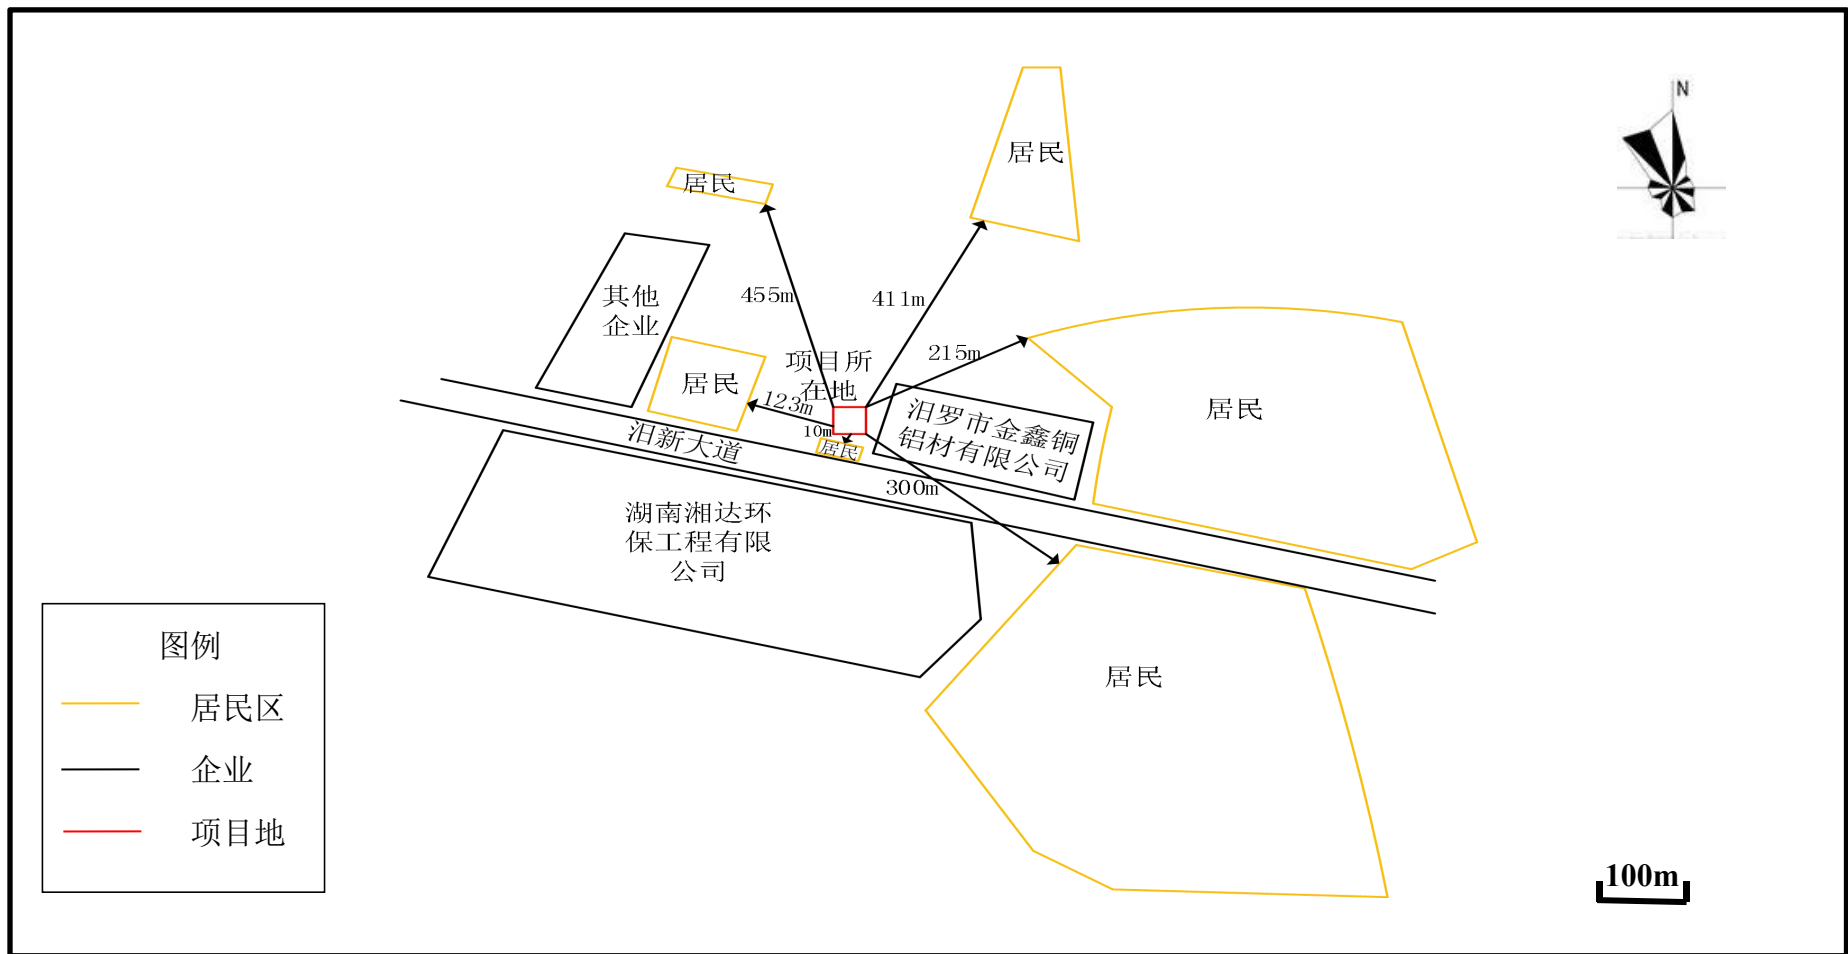 N
居民
居民
其他
企业
455m
411m
215m
项目所
在地
居民
123m
10m
居民
汨罗市金鑫铜
铝材有限公司
居民
汨新大道
300m
湖南湘达环
保工程有限
公司
居民
图例
居民区
企业
项目地
100m